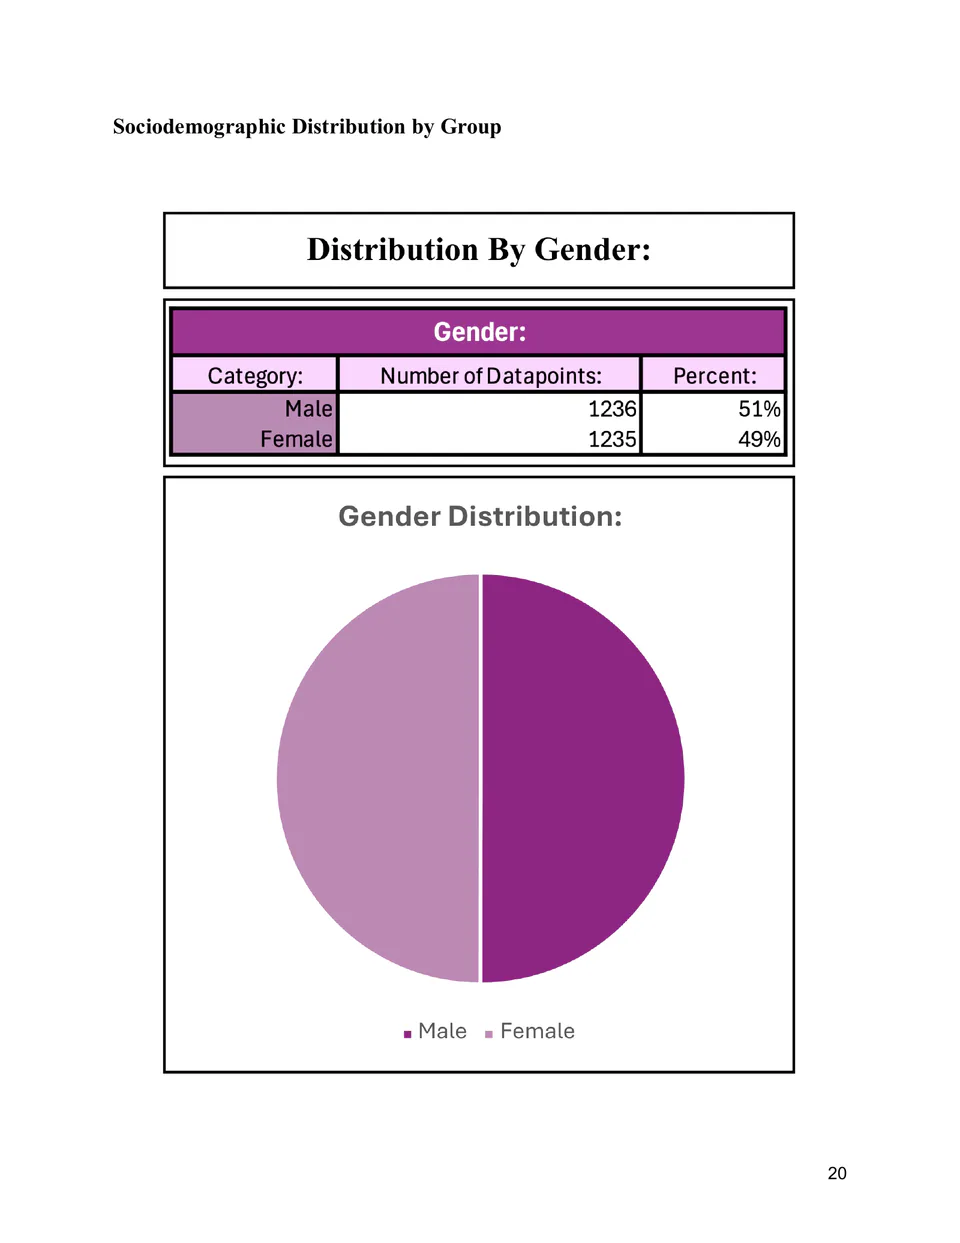 Sociodemographic Distribution by Group
Distribution By Gender:
Gender:
Category: Number of Datapoints: Percent:
Male 1236 51%
Female 1235 49%
Gender Distribution:
Male Female
20